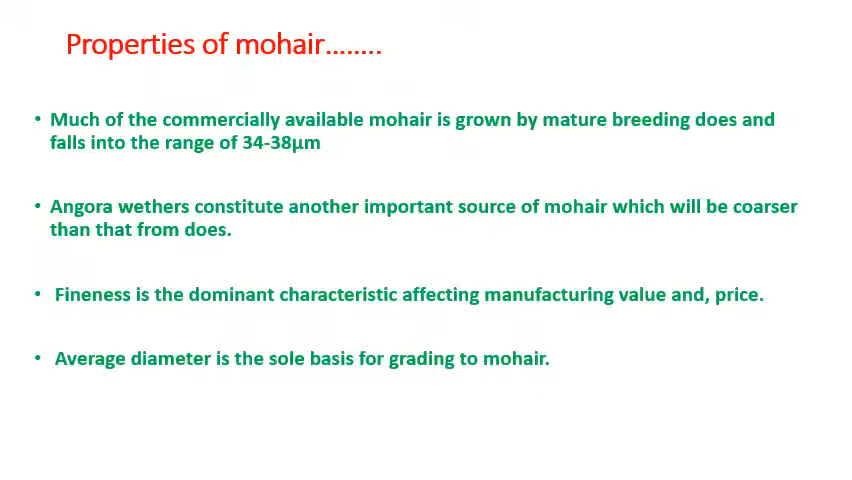 Properties of mohair........
• Much of the commercially available mohair is grown by mature breeding does and
falls into the range of 34-38µm
• Angora wethers constitute another important source of mohair which will be coarser
than that from does.
• Fineness is the dominant characteristic affecting manufacturing value and, price.
• Average diameter is the sole basis for grading to mohair.